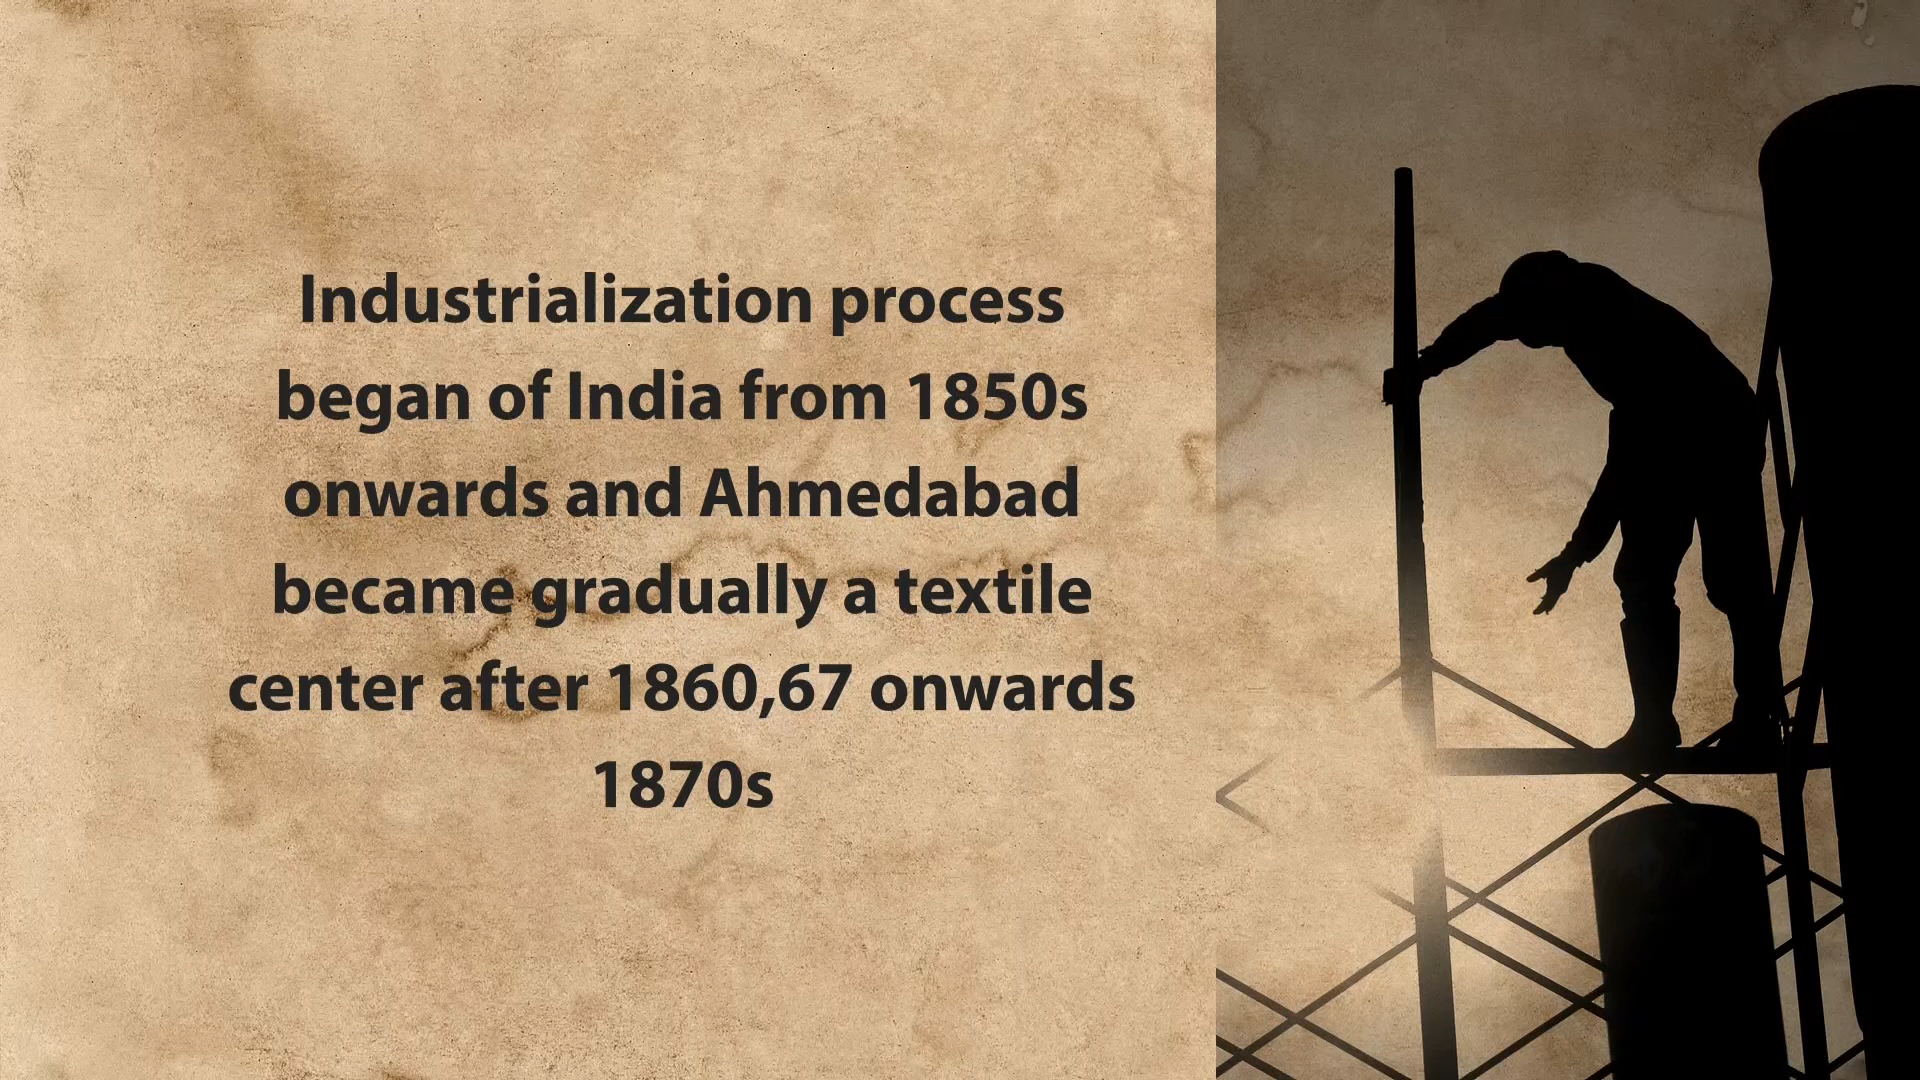 Industrialization process
began of India from 1850s
onwards and Ahmedabad
became gradually a textile
center after 1860,67 onwards
1870s